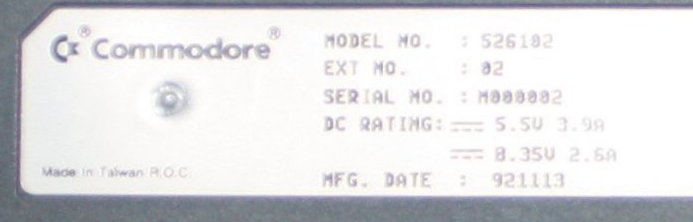 C® Commodore®
Made in Taiwan R.O.C.
MODEL NO. : 526102
EXT NO. : 02
SERIAL NO. : M000002
DC RATING: ⎓ 5.5V 3.9A
⎓ 8.35V 2.6A
MFG. DATE : 921113